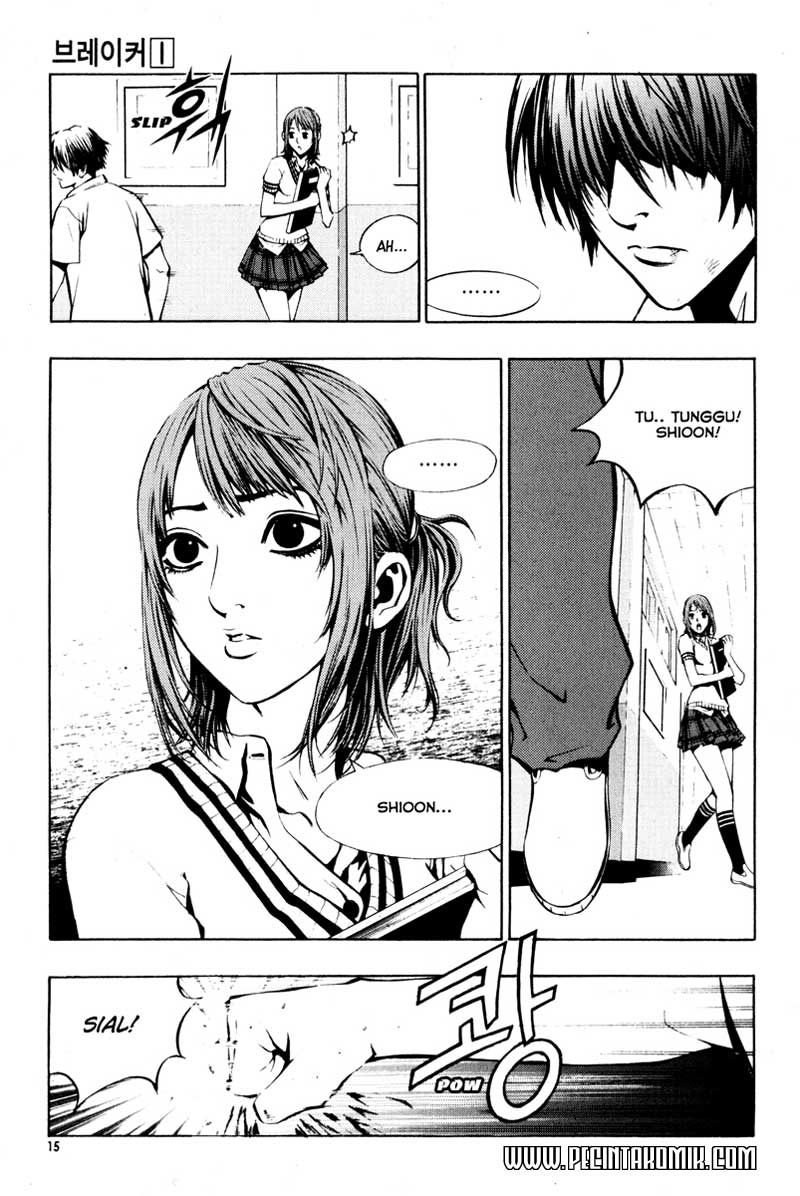 브레이커 1
SLIP
휙
AH...
......
......
SHIOON...
TU.. TUNGGU!
SHIOON!
SIAL!
쾅
POW
15
WWW.PECINTAKOMIK.COM